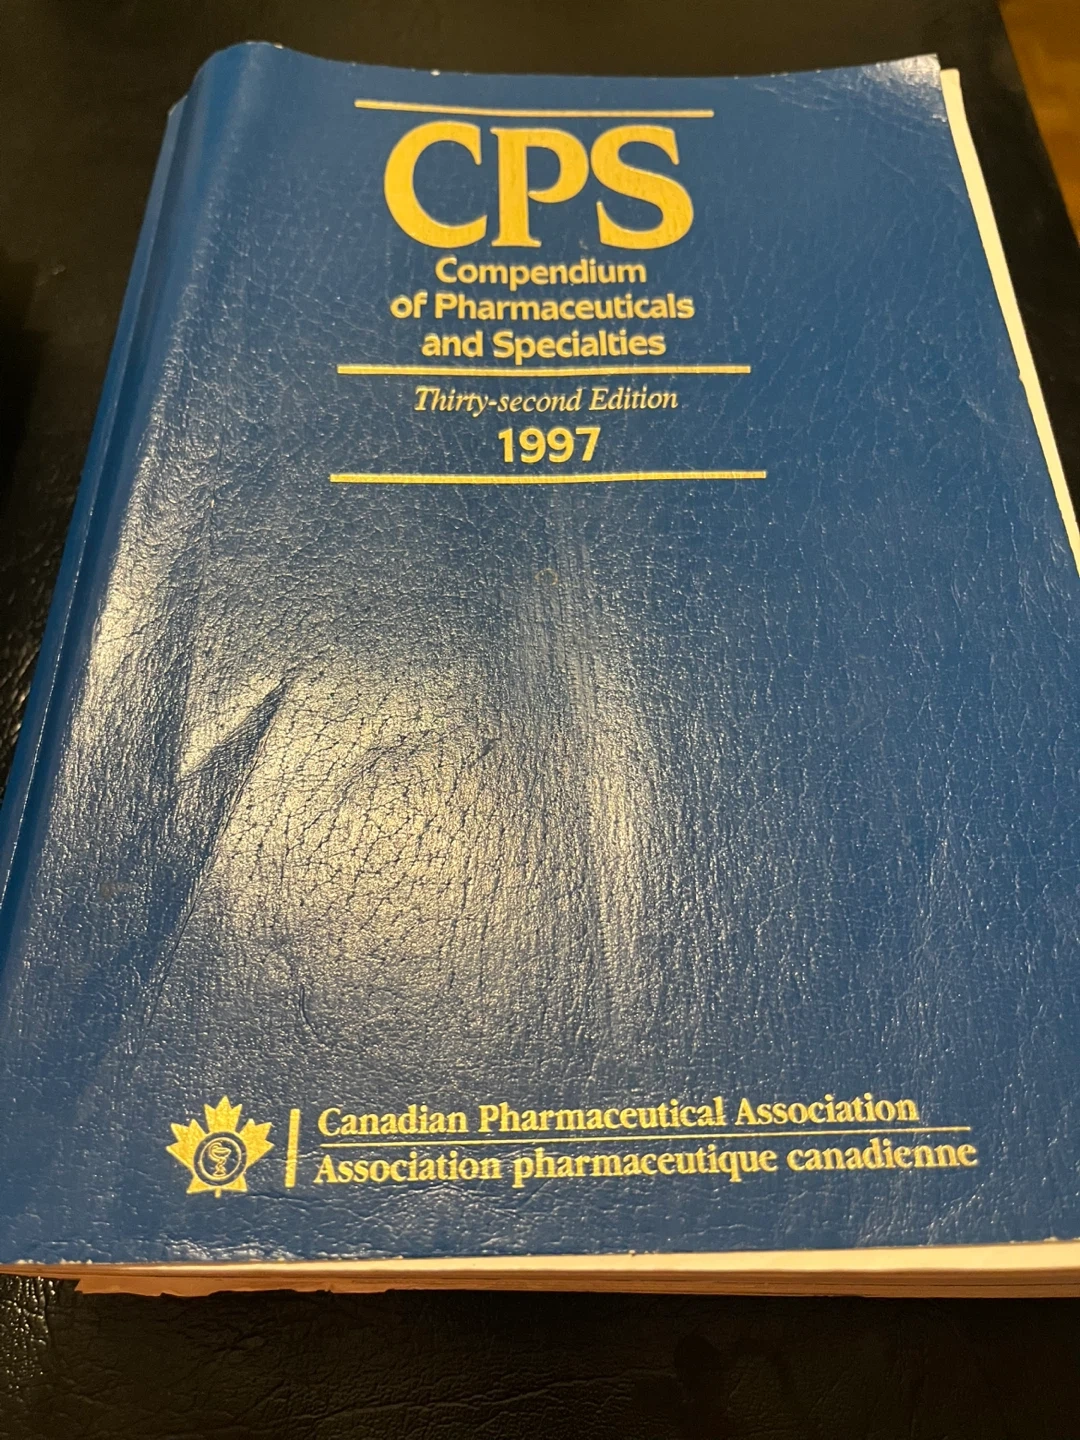 CPS
Compendium
of Pharmaceuticals
and Specialties
Thirty-second Edition
1997
Canadian Pharmaceutical Association
Association pharmaceutique canadienne